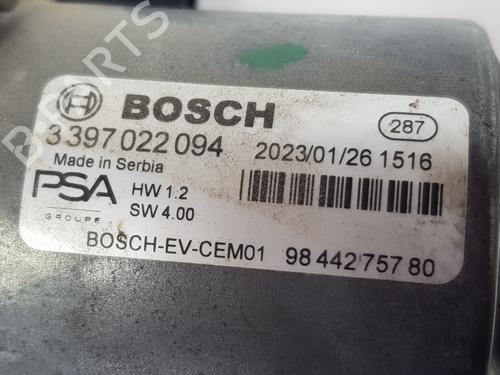 BOSCH
287
3 397 022 094 2023/01/26 1516
Made in Serbia
PSA HW 1.2
GROUPE SW 4.00
BOSCH-EV-CEM01 98 442 757 80